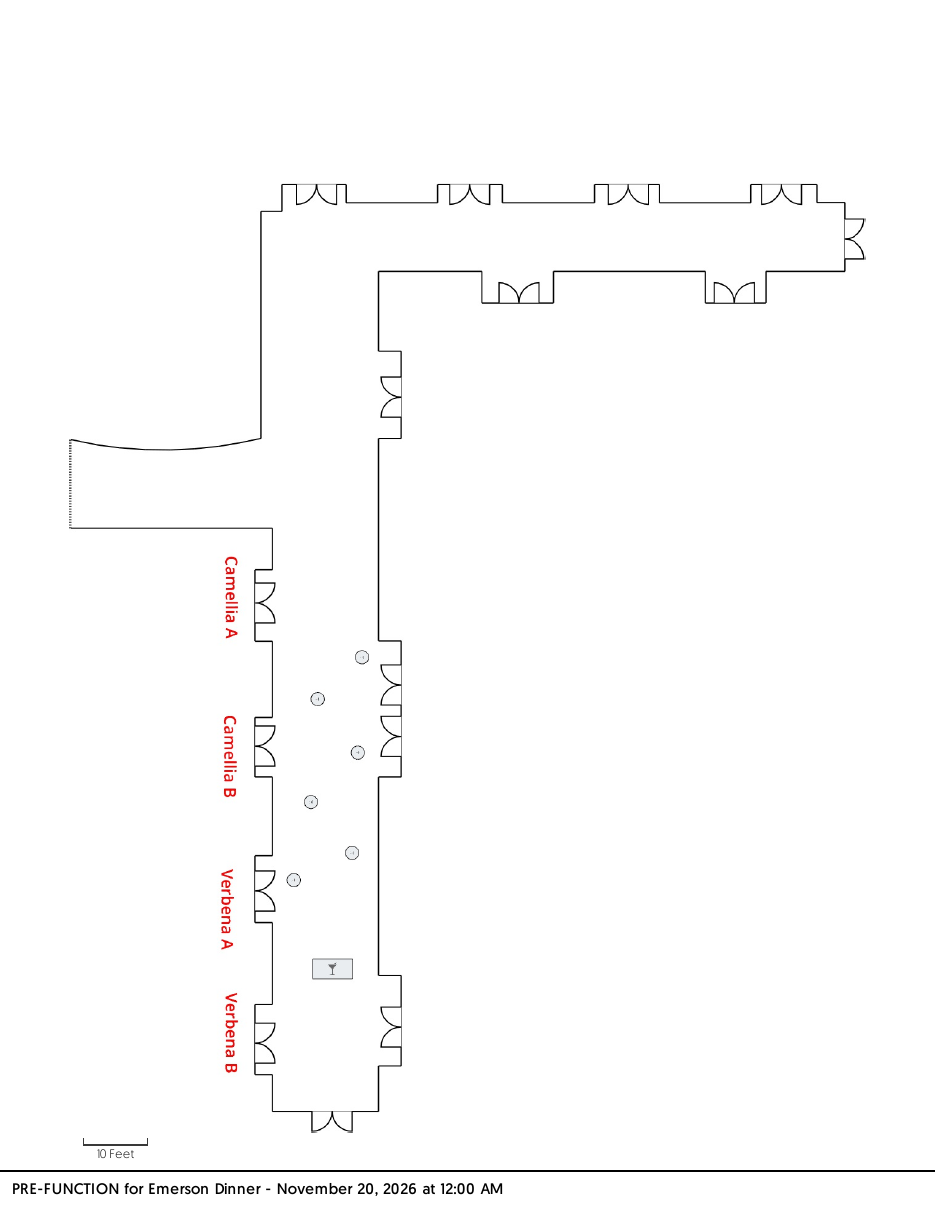 Camellia A
Camellia B
Verbena A
Verbena B
10 Feet
PRE-FUNCTION for Emerson Dinner - November 20, 2026 at 12:00 AM